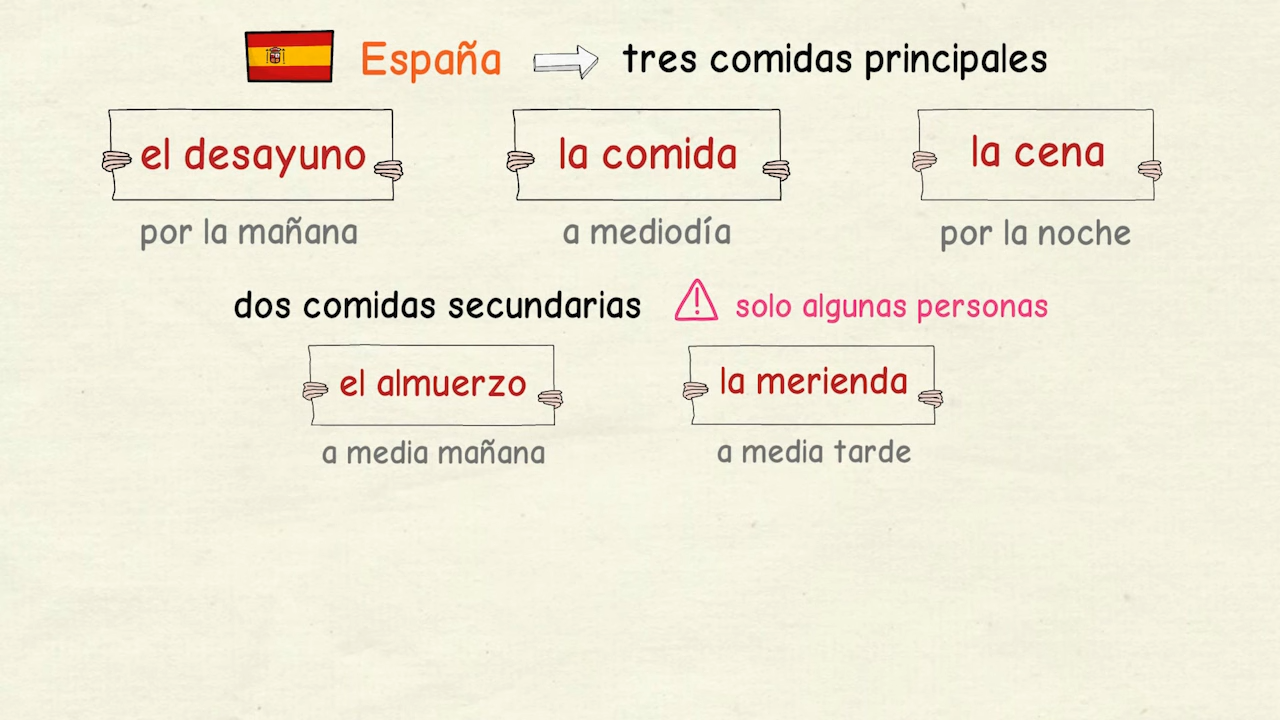 España tres comidas principales
el desayuno la comida la cena
por la mañana a mediodía por la noche
dos comidas secundarias solo algunas personas
el almuerzo la merienda
a media mañana a media tarde